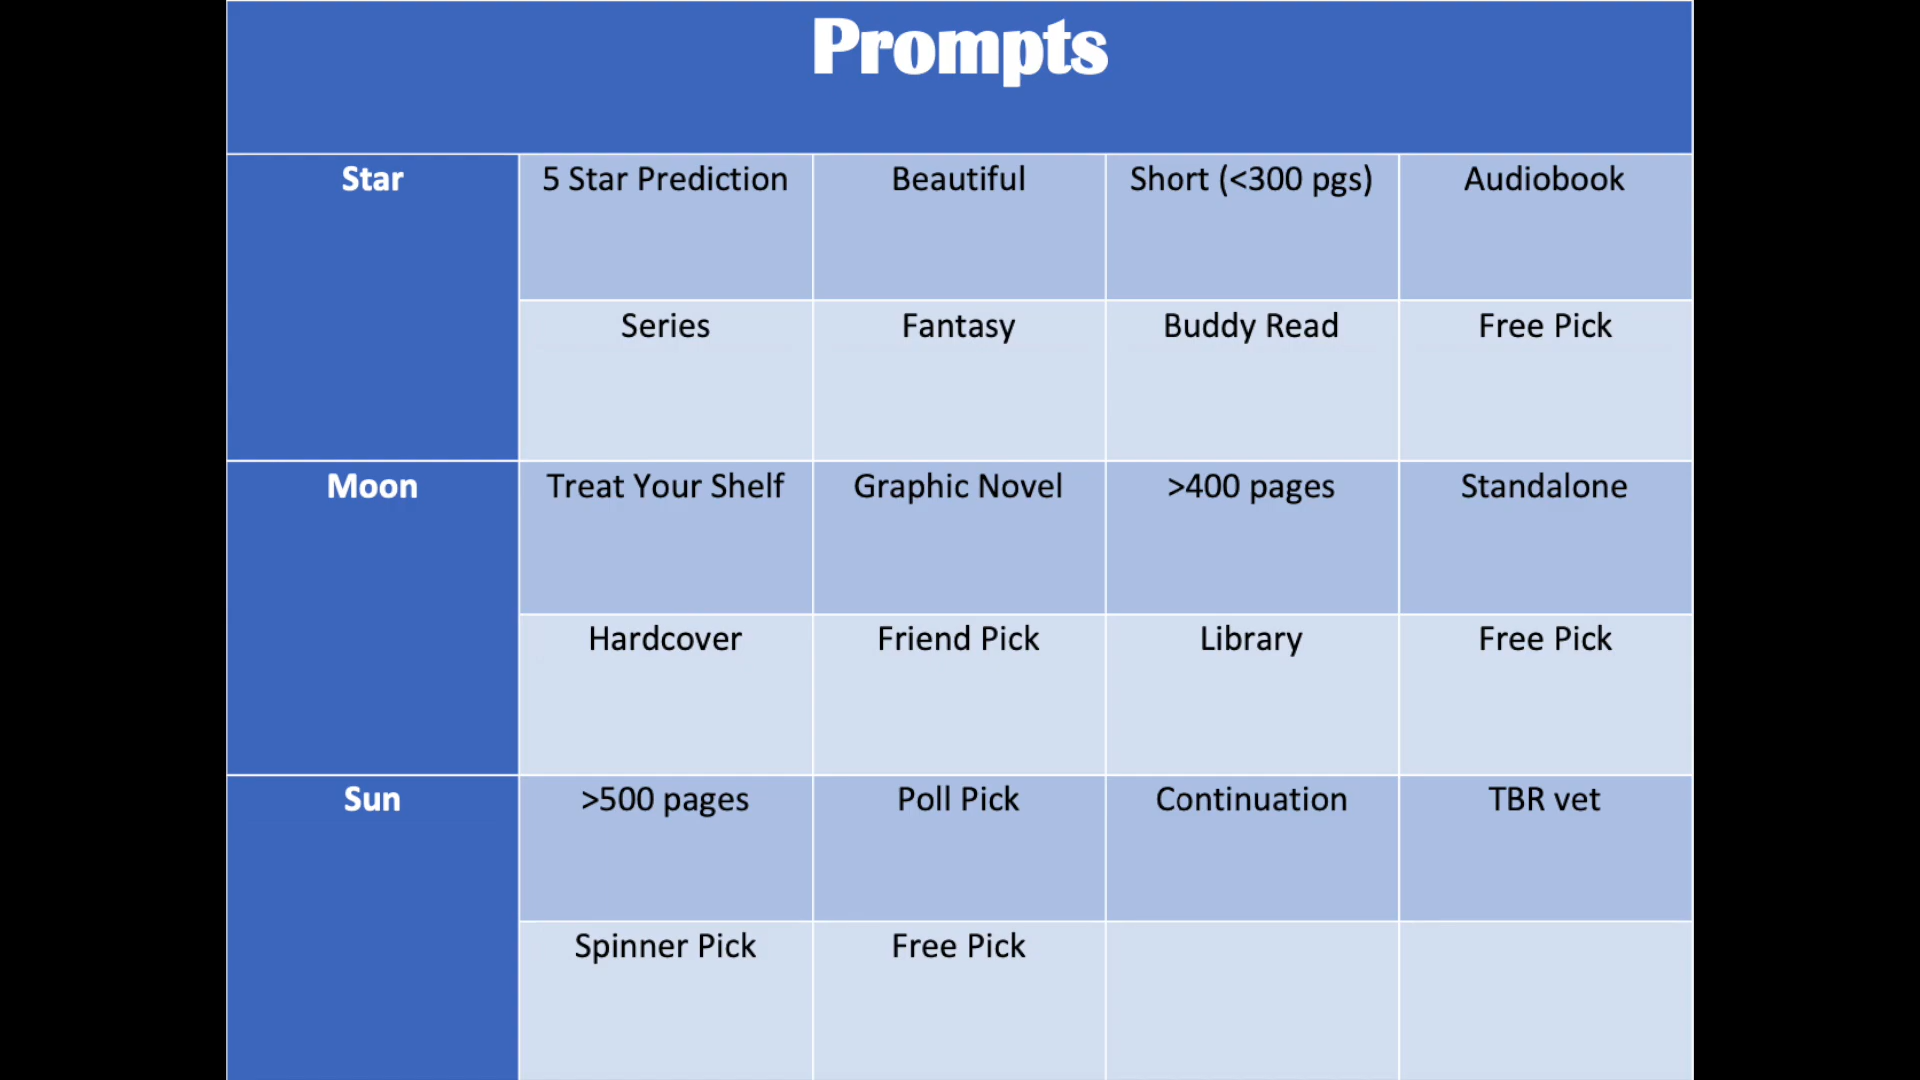 Prompts
Star
5 Star Prediction
Beautiful
Short (<300 pgs)
Audiobook
Series
Fantasy
Buddy Read
Free Pick
Moon
Treat Your Shelf
Graphic Novel
>400 pages
Standalone
Hardcover
Friend Pick
Library
Free Pick
Sun
>500 pages
Poll Pick
Continuation
TBR vet
Spinner Pick
Free Pick